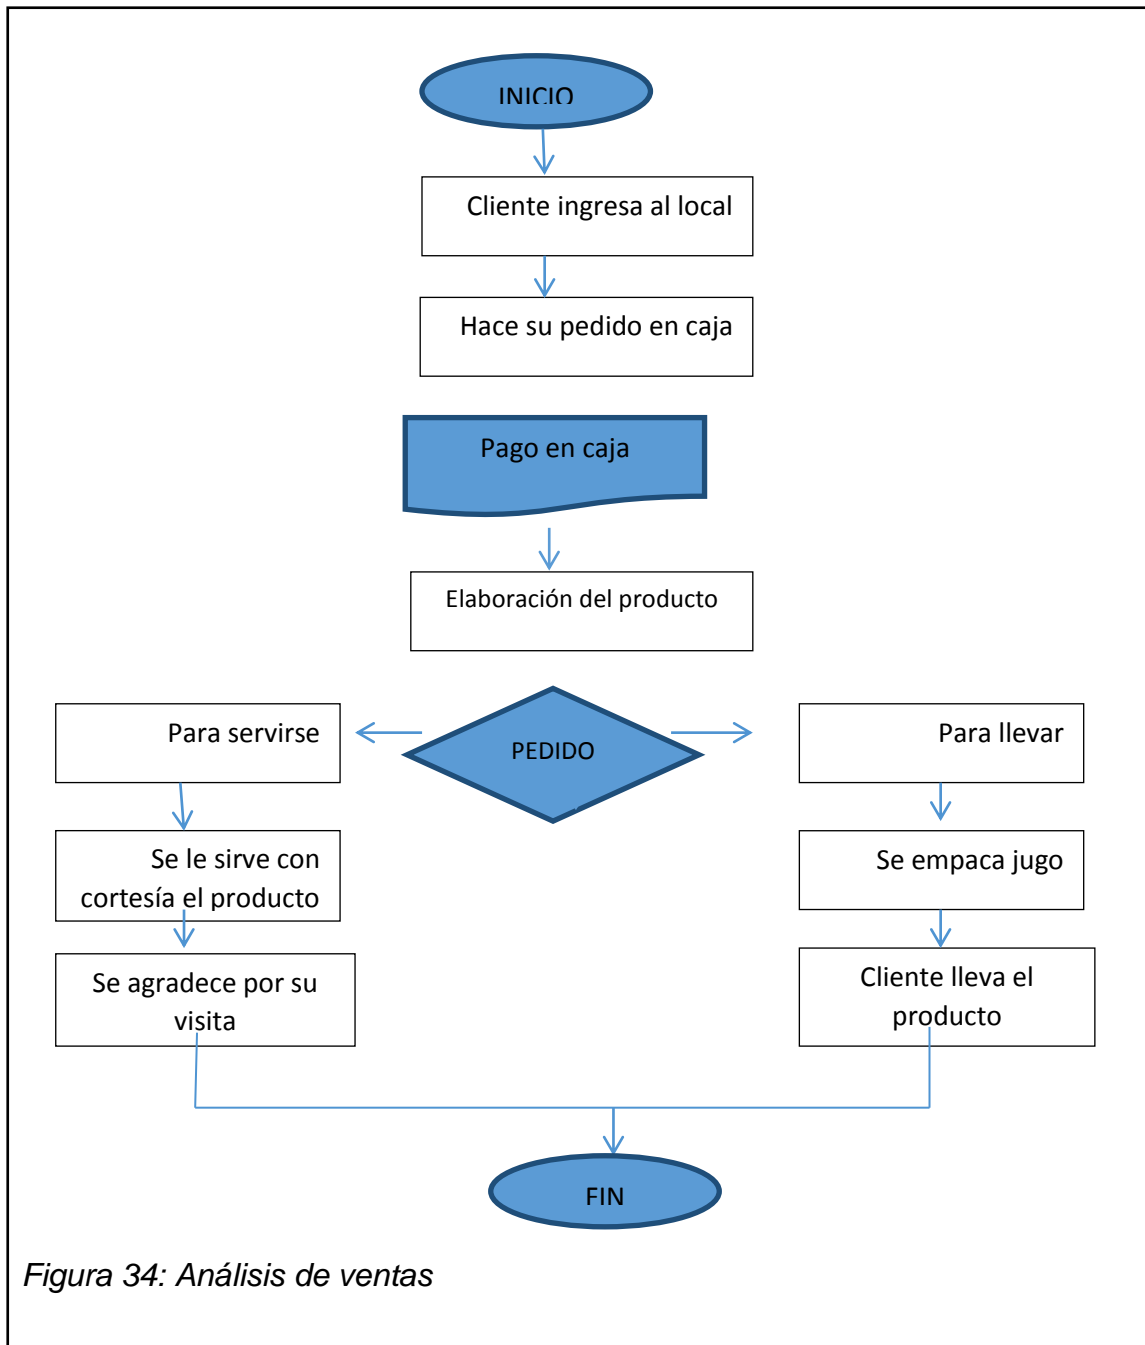 INICIO
Cliente ingresa al local
Hace su pedido en caja
Pago en caja
Elaboración del producto
PEDIDO
Para servirse
Se le sirve con
cortesía el producto
Se agradece por su
visita
Para llevar
Se empaca jugo
Cliente lleva el
producto
FIN
Figura 34: Análisis de ventas